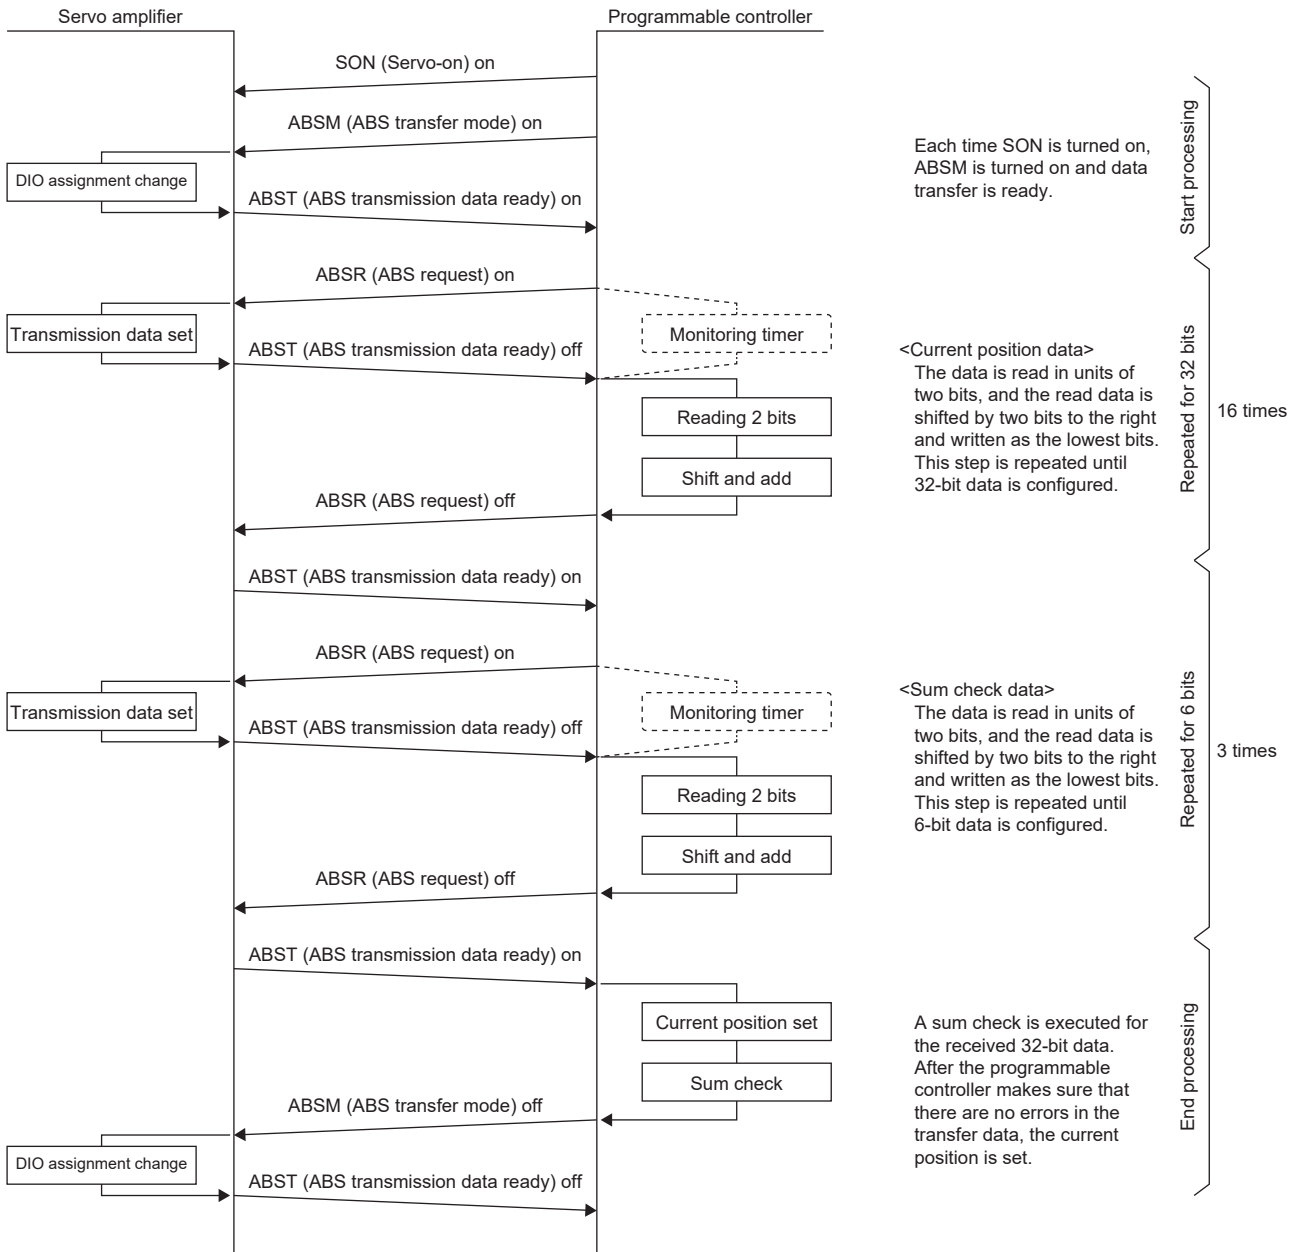 Servo amplifier
Programmable controller
SON (Servo-on) on
ABSM (ABS transfer mode) on
DIO assignment change
ABST (ABS transmission data ready) on
Each time SON is turned on,
ABSM is turned on and data
transfer is ready.
Start processing
ABSR (ABS request) on
Transmission data set
Monitoring timer
ABST (ABS transmission data ready) off
Reading 2 bits
Shift and add
ABSR (ABS request) off
<Current position data>
The data is read in units of
two bits, and the read data is
shifted by two bits to the right
and written as the lowest bits.
This step is repeated until
32-bit data is configured.
Repeated for 32 bits
16 times
ABST (ABS transmission data ready) on
ABSR (ABS request) on
Transmission data set
Monitoring timer
ABST (ABS transmission data ready) off
Reading 2 bits
Shift and add
ABSR (ABS request) off
<Sum check data>
The data is read in units of
two bits, and the read data is
shifted by two bits to the right
and written as the lowest bits.
This step is repeated until
6-bit data is configured.
Repeated for 6 bits
3 times
ABST (ABS transmission data ready) on
Current position set
Sum check
ABSM (ABS transfer mode) off
DIO assignment change
ABST (ABS transmission data ready) off
A sum check is executed for
the received 32-bit data.
After the programmable
controller makes sure that
there are no errors in the
transfer data, the current
position is set.
End processing